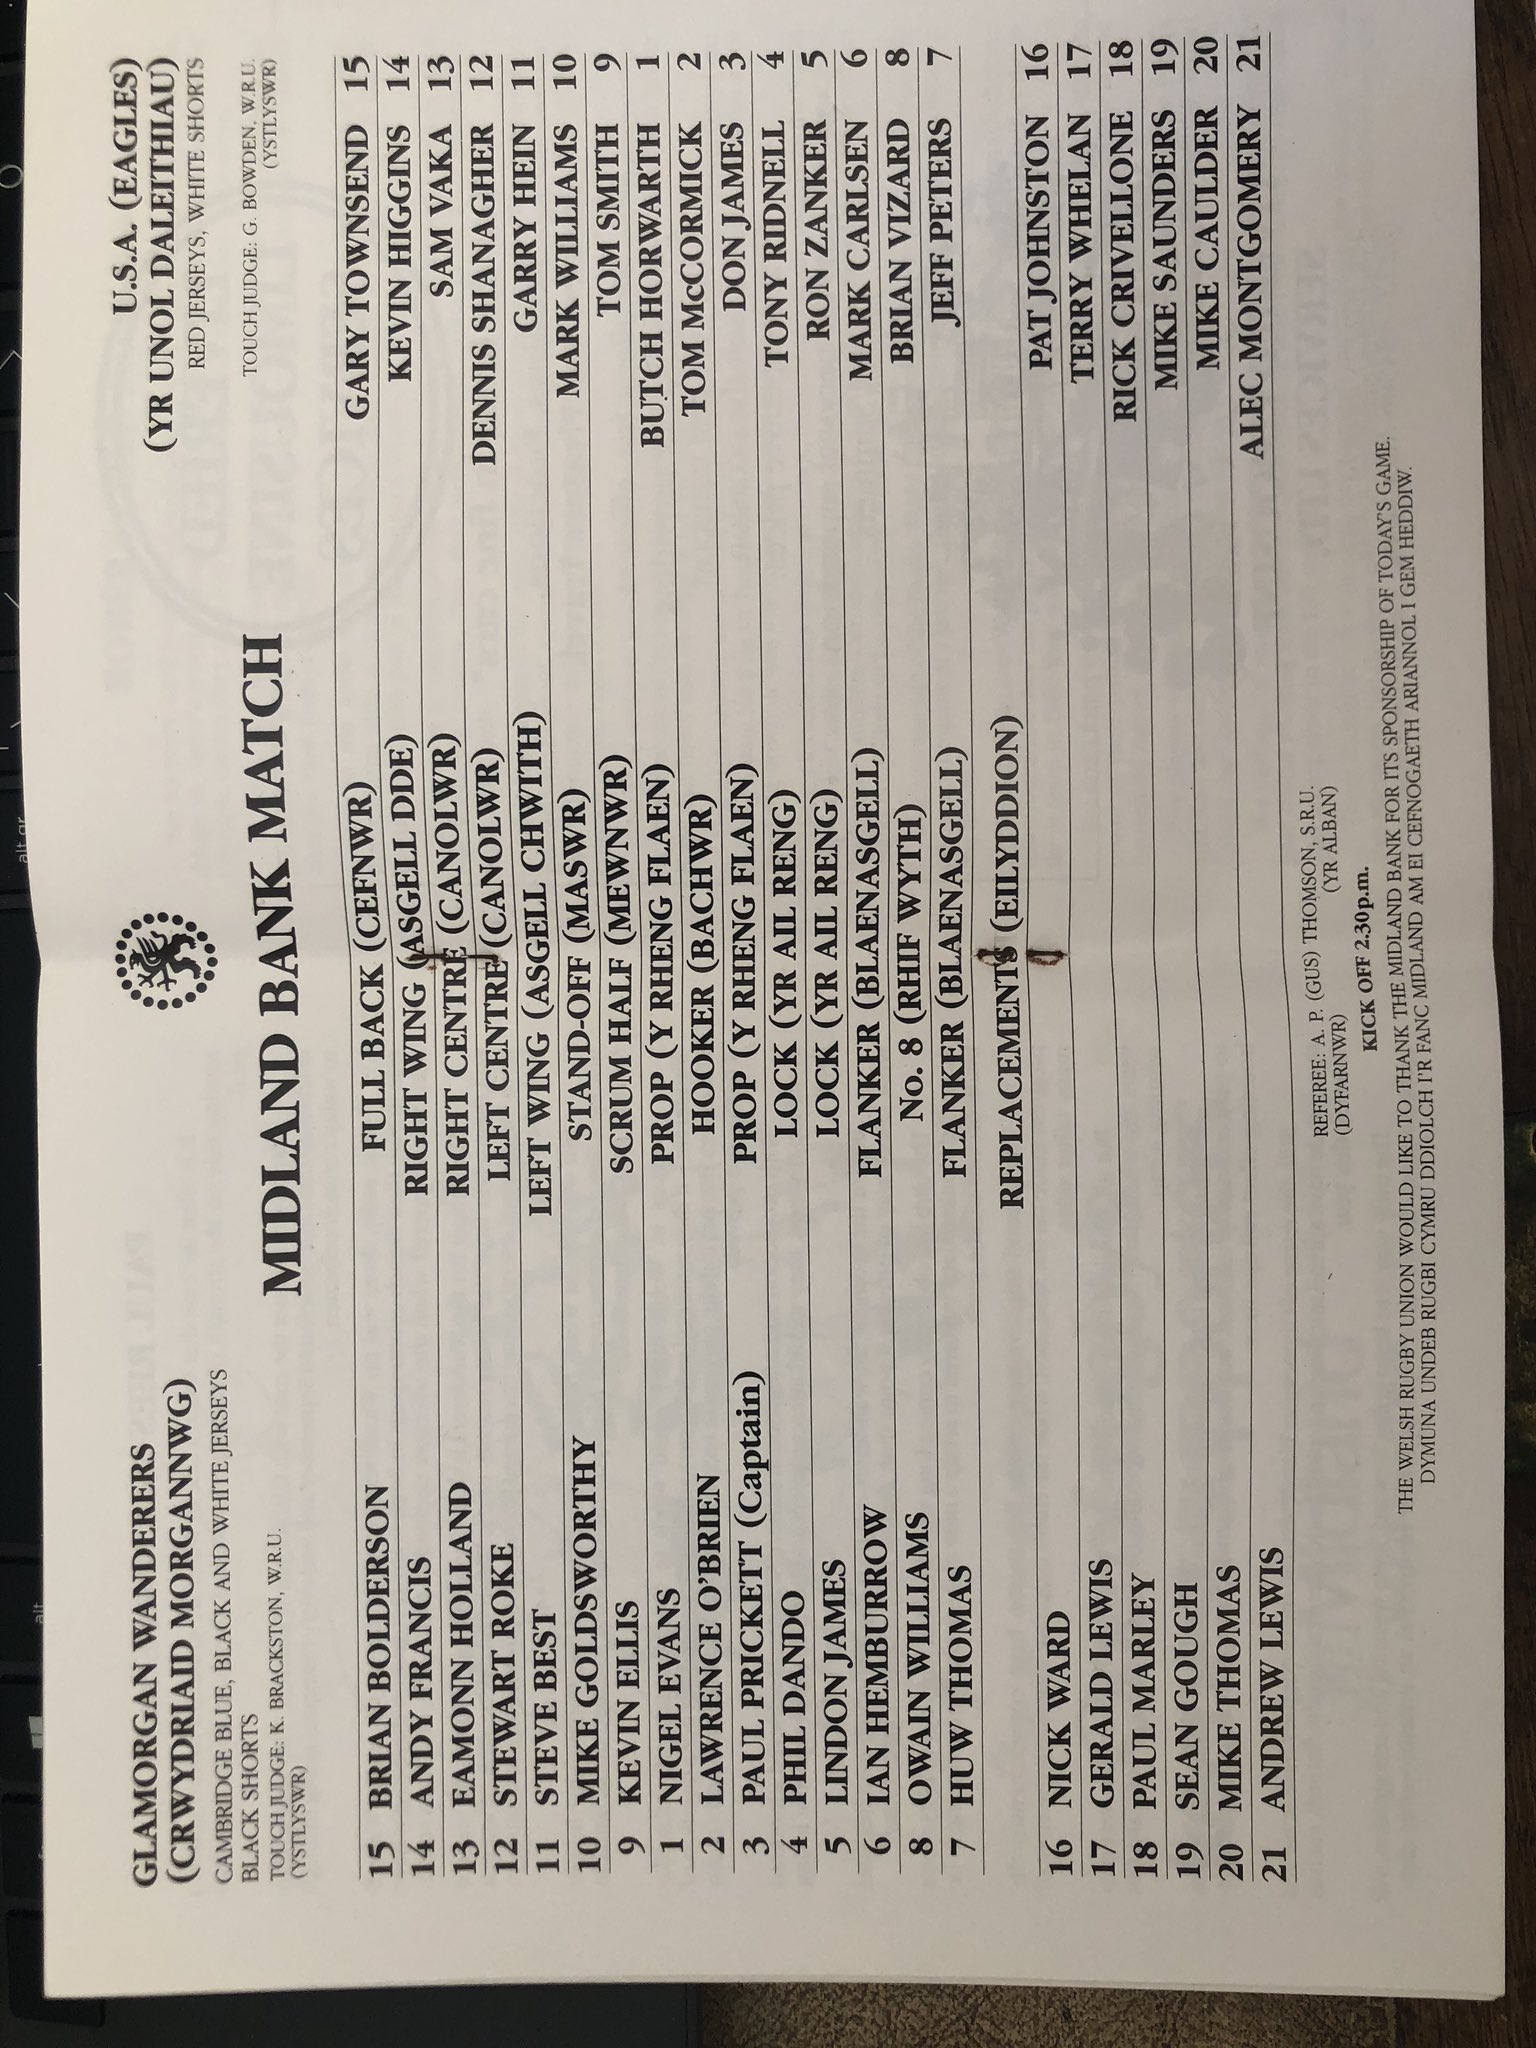 alt
alt gr
GLAMORGAN WANDERERS
(CRWYDRIAID MORGANNWG)
CAMBRIDGE BLUE, BLACK AND WHITE JERSEYS
BLACK SHORTS
TOUCH JUDGE: K. BRACKSTON, W.R.U.
(YSTLYSWR)
U.S.A. (EAGLES)
(YR UNOL DALEITHIAU)
RED JERSEYS, WHITE SHORTS
TOUCH JUDGE: G. BOWDEN, W.R.U.
(YSTLYSWR)
MIDLAND BANK MATCH
15 BRIAN BOLDERSON FULL BACK (CEFNWR) GARY TOWNSEND 15
14 ANDY FRANCIS RIGHT WING (ASGELL DDE) KEVIN HIGGINS 14
13 EAMONN HOLLAND RIGHT CENTRE (CANOLWR) SAM VAKA 13
12 STEWART ROKE LEFT CENTRE (CANOLWR) DENNIS SHANAGHER 12
11 STEVE BEST LEFT WING (ASGELL CHWITH) GARRY HEIN 11
10 MIKE GOLDSWORTHY STAND-OFF (MASWR) MARK WILLIAMS 10
9 KEVIN ELLIS SCRUM HALF (MEWNWR) TOM SMITH 9
1 NIGEL EVANS PROP (Y RHENG FLAEN) BUTCH HORWARTH 1
2 LAWRENCE O'BRIEN HOOKER (BACHWR) TOM McCORMICK 2
3 PAUL PRICKETT (Captain) PROP (Y RHENG FLAEN) DON JAMES 3
4 PHIL DANDO LOCK (YR AIL RENG) TONY RIDNELL 4
5 LINDON JAMES LOCK (YR AIL RENG) RON ZANKER 5
6 IAN HEMBURROW FLANKER (BLAENASGELL) MARK CARLSEN 6
8 OWAIN WILLIAMS No. 8 (RHIF WYTH) BRIAN VIZARD 8
7 HUW THOMAS FLANKER (BLAENASGELL) JEFF PETERS 7
REPLACEMENTS (EILYDDION)
16 NICK WARD PAT JOHNSTON 16
17 GERALD LEWIS TERRY WHELAN 17
18 PAUL MARLEY RICK CRIVELLONE 18
19 SEAN GOUGH MIKE SAUNDERS 19
20 MIKE THOMAS MIKE CAULDER 20
21 ANDREW LEWIS ALEC MONTGOMERY 21
REFEREE: A. P. (GUS) THOMSON, S.R.U.
(DYFARNWR) (YR ALBAN)
KICK OFF 2.30p.m.
THE WELSH RUGBY UNION WOULD LIKE TO THANK THE MIDLAND BANK FOR ITS SPONSORSHIP OF TODAY'S GAME.
DYMUNA UNDEB RUGBI CYMRU DDIOLCH I'R FANC MIDLAND AM EI CEFNOGAETH ARIANNOL I GEM HEDDIW.